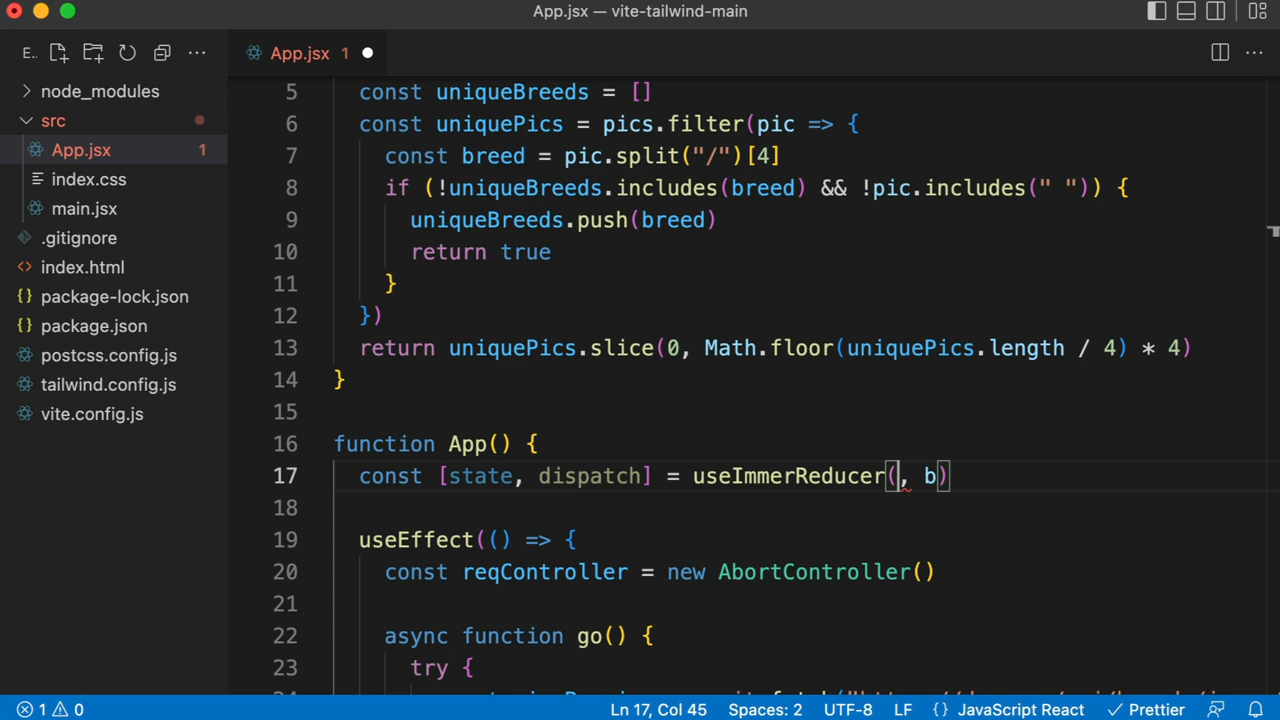 App.jsx — vite-tailwind-main
E..
App.jsx 1
node_modules
src
App.jsx 1
index.css
main.jsx
.gitignore
index.html
package-lock.json
package.json
postcss.config.js
tailwind.config.js
vite.config.js
5 const uniqueBreeds = []
6 const uniquePics = pics.filter(pic => {
7 const breed = pic.split("/")[4]
8 if (!uniqueBreeds.includes(breed) && !pic.includes(" ")) {
9 uniqueBreeds.push(breed)
10 return true
11 }
12 })
13 return uniquePics.slice(0, Math.floor(uniquePics.length / 4) * 4)
14 }
15
16 function App() {
17 const [state, dispatch] = useImmerReducer(, b)
18
19 useEffect(() => {
20 const reqController = new AbortController()
21
22 async function go() {
23 try {
1 0
Ln 17, Col 45
Spaces: 2
UTF-8
LF
{} JavaScript React
Prettier